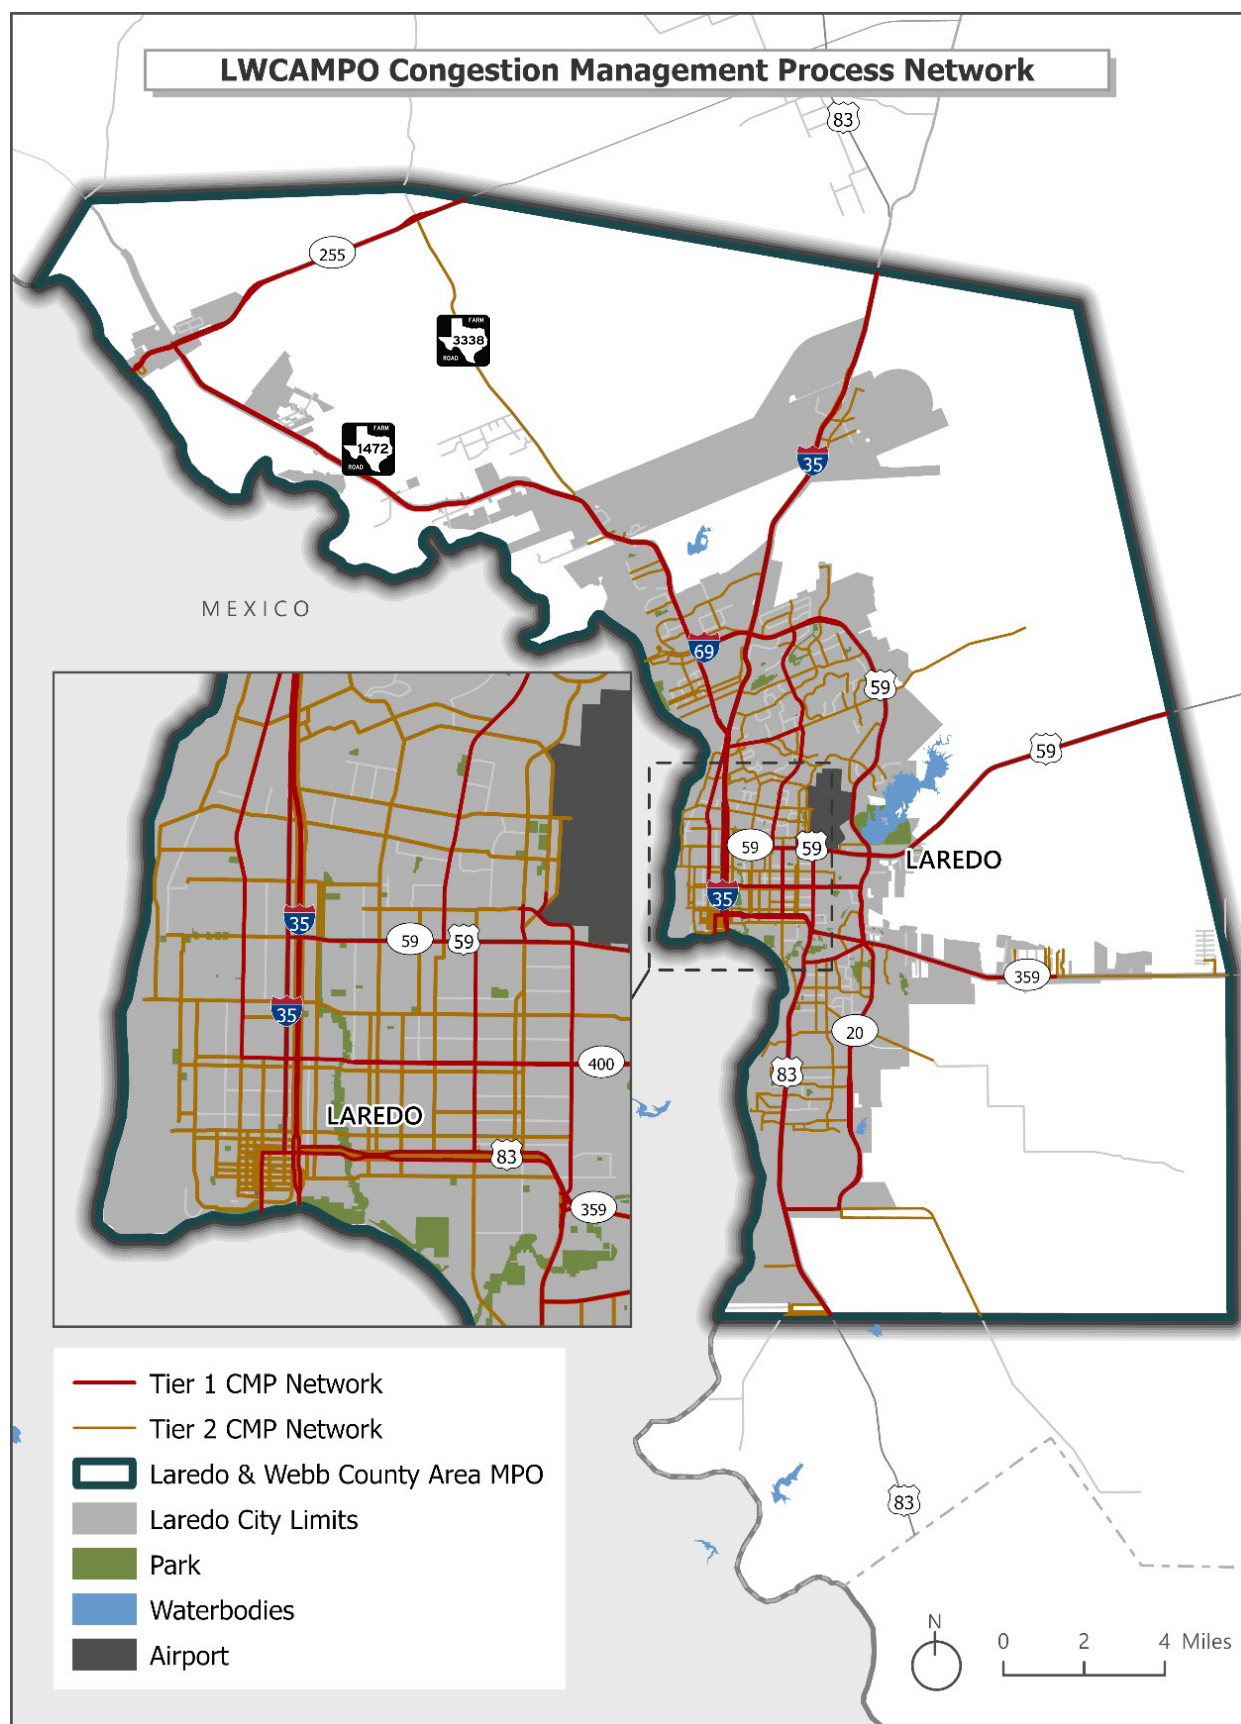 LWCAMPO Congestion Management Process Network
83
255
FARM
3338
ROAD
FARM
1472
ROAD
35
MEXICO
69
59
59
59
59
LAREDO
35
35
59
59
359
35
20
400
83
LAREDO
83
359
Tier 1 CMP Network
Tier 2 CMP Network
Laredo & Webb County Area MPO
Laredo City Limits
Park
Waterbodies
Airport
83
N
0 2 4 Miles